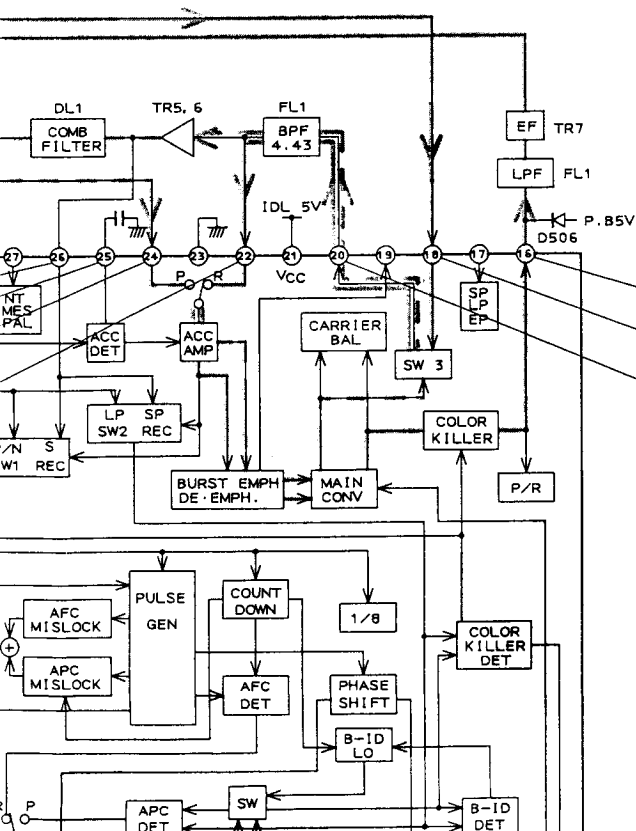 DL1
TR5, 6
FL1
COMB
FILTER
BPF
4.43
EF
TR7
LPF
FL1
IDL 5V
P.B5V
D506
27
26
25
24
23
22
21
20
19
18
17
16
VCC
P
R
NT
MES
PAL
ACC
DET
ACC
AMP
CARRIER
BAL
SP
LP
EP
SW 3
LP SP
SW2 REC
COLOR
KILLER
/N S
W1 REC
BURST EMPH
DE·EMPH.
MAIN
CONV
P/R
PULSE
GEN
COUNT
DOWN
AFC
MISLOCK
1/8
COLOR
KILLER
DET
APC
MISLOCK
AFC
DET
PHASE
SHIFT
B-ID
LO
R P
APC
DET
SW
B-ID
DET